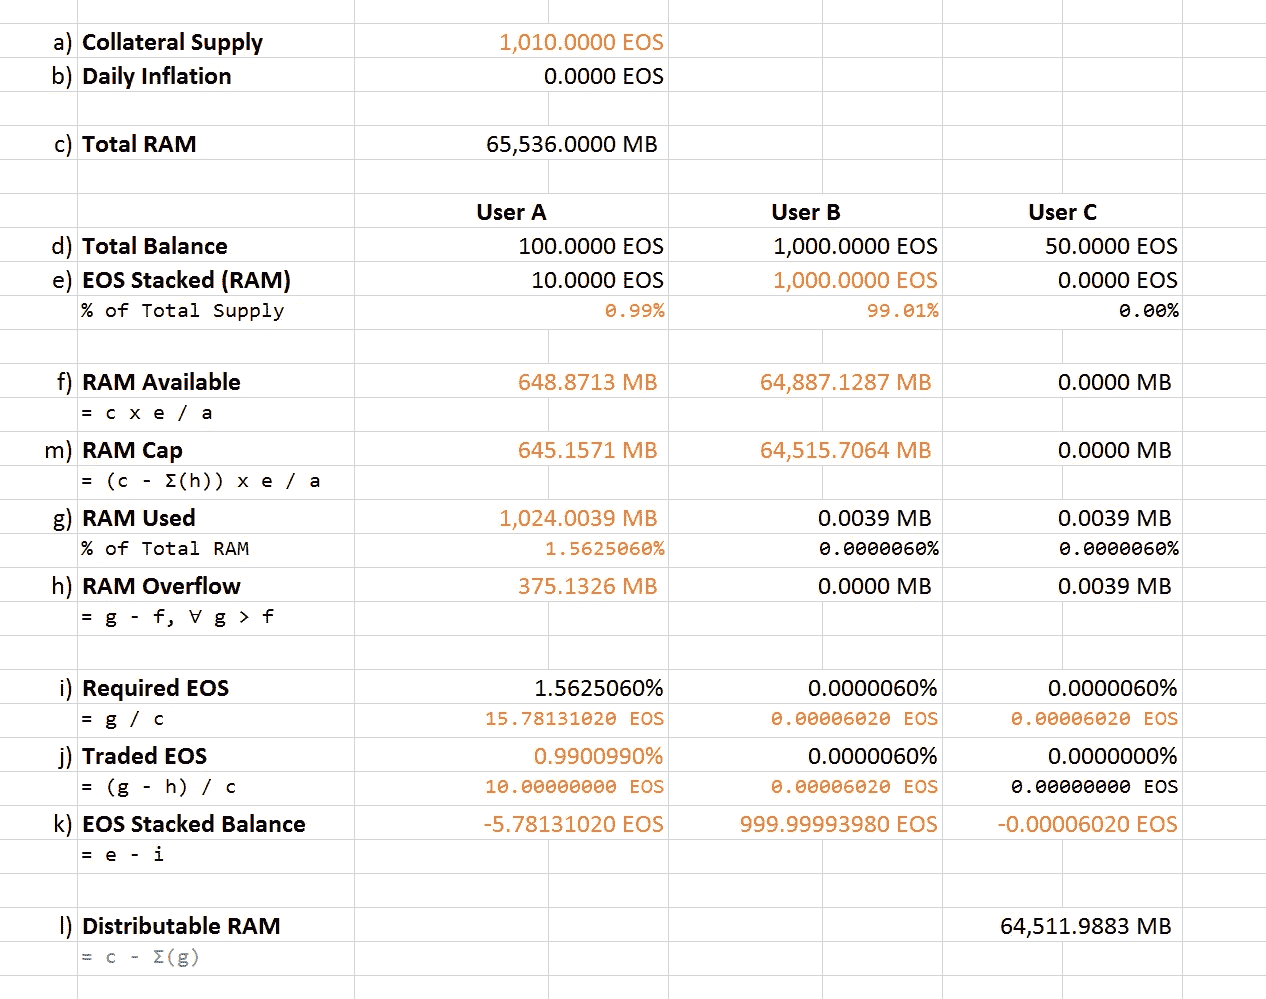 a) Collateral Supply 1,010.0000 EOS
b) Daily Inflation 0.0000 EOS
c) Total RAM 65,536.0000 MB
User A User B User C
d) Total Balance 100.0000 EOS 1,000.0000 EOS 50.0000 EOS
e) EOS Stacked (RAM) 10.0000 EOS 1,000.0000 EOS 0.0000 EOS
% of Total Supply 0.99% 99.01% 0.00%
f) RAM Available 648.8713 MB 64,887.1287 MB 0.0000 MB
= c x e / a
m) RAM Cap 645.1571 MB 64,515.7064 MB 0.0000 MB
= (c - Σ(h)) x e / a
g) RAM Used 1,024.0039 MB 0.0039 MB 0.0039 MB
% of Total RAM 1.5625060% 0.0000060% 0.0000060%
h) RAM Overflow 375.1326 MB 0.0000 MB 0.0039 MB
= g - f, ∀ g > f
i) Required EOS 1.5625060% 0.0000060% 0.0000060%
= g / c 15.78131020 EOS 0.00006020 EOS 0.00006020 EOS
j) Traded EOS 0.9900990% 0.0000060% 0.0000000%
= (g - h) / c 10.00000000 EOS 0.00006020 EOS 0.00000000 EOS
k) EOS Stacked Balance -5.78131020 EOS 999.99993980 EOS -0.00006020 EOS
= e - i
l) Distributable RAM 64,511.9883 MB
= c - Σ(g)